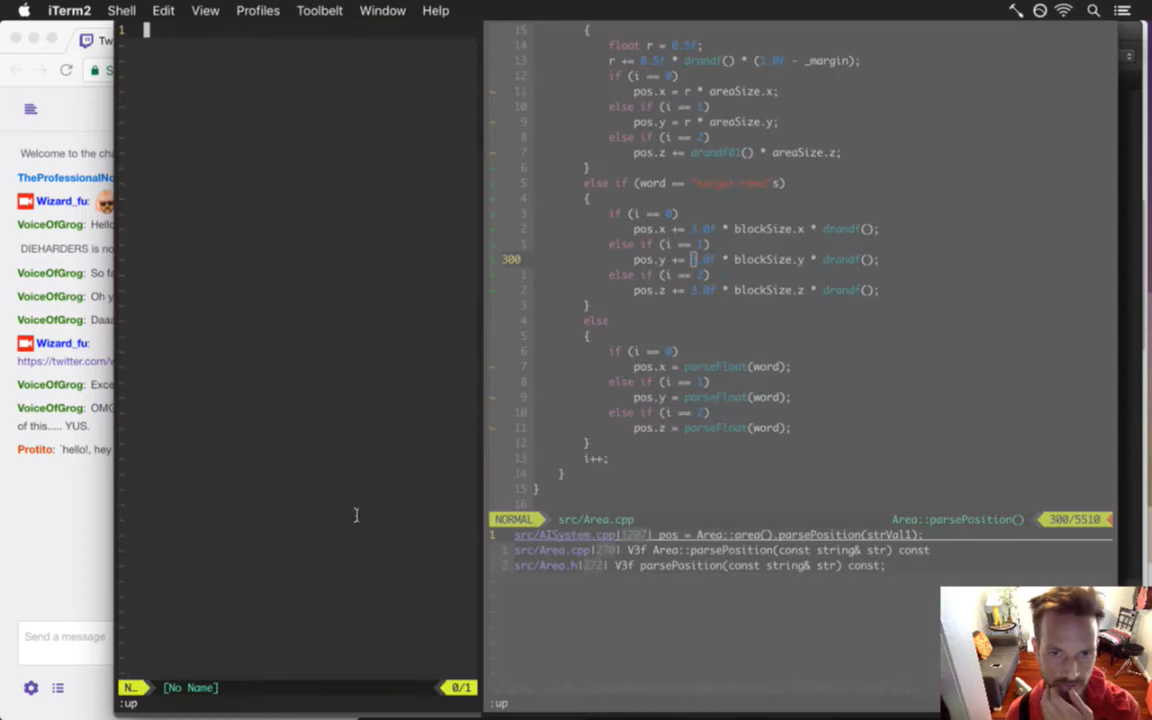 iTerm2 Shell Edit View Profiles Toolbelt Window Help
Tw
S
Welcome to the cha
TheProfessionalNo
Wizard_fu:
VoiceOfGrog: Hello
DIEHARDERS is no
VoiceOfGrog: So fa
VoiceOfGrog: Oh y
VoiceOfGrog: Daaa
Wizard_fu:
https://twitter.com/v
VoiceOfGrog: Exce
VoiceOfGrog: OMG
of this..... YUS.
Protito: `hello!, hey
Send a message
1
N... [No Name] 0/1
:up
15 {
14 float r = 0.5f;
13 r += 0.5f * drandf() * (1.0f - _margin);
12 if (i == 0)
11 pos.x = r * areaSize.x;
10 else if (i == 1)
9 pos.y = r * areaSize.y;
8 else if (i == 2)
7 pos.z += drandf01() * areaSize.z;
6 }
5 else if (word == "target-rand"s)
4 {
3 if (i == 0)
2 pos.x += 3.0f * blockSize.x * drandf();
1 else if (i == 1)
300 pos.y += 3.0f * blockSize.y * drandf();
1 else if (i == 2)
2 pos.z += 3.0f * blockSize.z * drandf();
3 }
4 else
5 {
6 if (i == 0)
7 pos.x = parseFloat(word);
8 else if (i == 1)
9 pos.y = parseFloat(word);
10 else if (i == 2)
11 pos.z = parseFloat(word);
12 }
13 i++;
14 }
15 }
16
NORMAL src/Area.cpp Area::parsePosition() 300/5510
1 src/AISystem.cpp|1207| pos = Area::area().parsePosition(strVal1);
1 src/Area.cpp|270| V3f Area::parsePosition(const string& str) const
2 src/Area.h|272| V3f parsePosition(const string& str) const;
:up